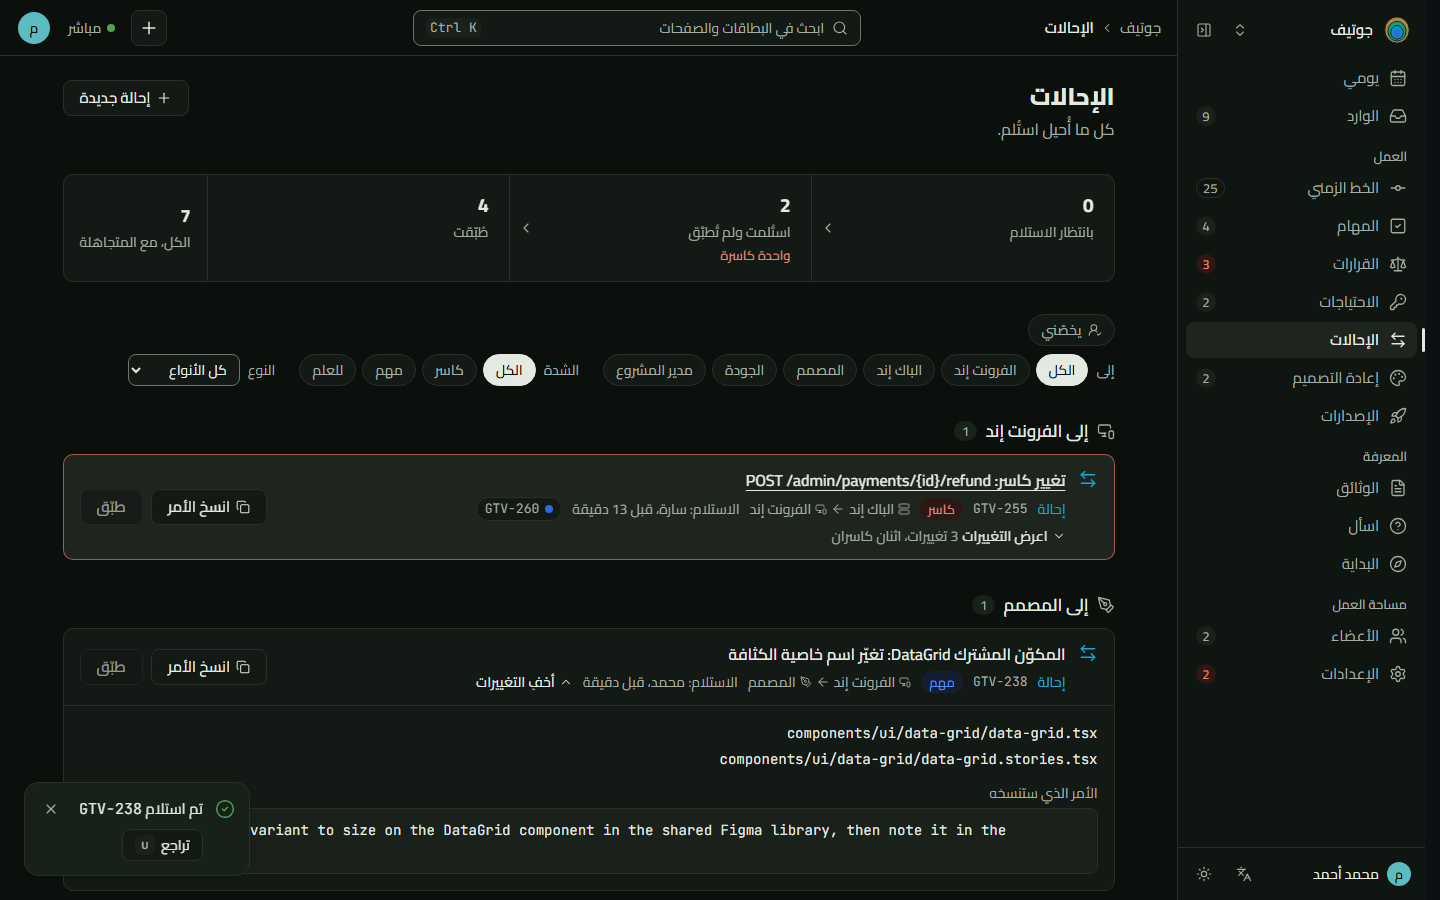 جوتيف
يومي
الوارد 9
العمل
الخط الزمني 25
المهام 4
القرارات 3
الاحتياجات 2
الإحالات
إعادة التصميم 2
الإصدارات
المعرفة
الوثائق
اسأل
البداية
مساحة العمل
الأعضاء 2
الإعدادات 2
م محمد أحمد
جوتيف الإحالات
ابحث في البطاقات والصفحات Ctrl K
مباشر م
الإحالات
كل ما أُحيل استُلم.
إحالة جديدة
0
بانتظار الاستلام
2
استُلمت ولم تُطبَّق
واحدة كاسرة
4
طُبّقت
7
الكل، مع المتجاهَلة
يخصّني
إلى الكل الفرونت إند الباك إند المصمم الجودة مدير المشروع الشدة الكل كاسر مهم للعلم النوع كل الأنواع
إلى الفرونت إند 1
تغيير كاسر: POST /admin/payments/{id}/refund
إحالة GTV-255 كاسر الباك إند ← الفرونت إند الاستلام: سارة، قبل 13 دقيقة GTV-260
اعرض التغييرات 3 تغييرات، اثنان كاسران
انسخ الأمر طبّق
إلى المصمم 1
المكوّن المشترك DataGrid: تغيّر اسم خاصية الكثافة
إحالة GTV-238 مهم الفرونت إند ← المصمم الاستلام: محمد، قبل دقيقة أخفِ التغييرات
انسخ الأمر طبّق
components/ui/data-grid/data-grid.tsx
components/ui/data-grid/data-grid.stories.tsx
الأمر الذي ستنسخه
variant to size on the DataGrid component in the shared Figma library, then note it in the
تم استلام GTV-238
تراجع U